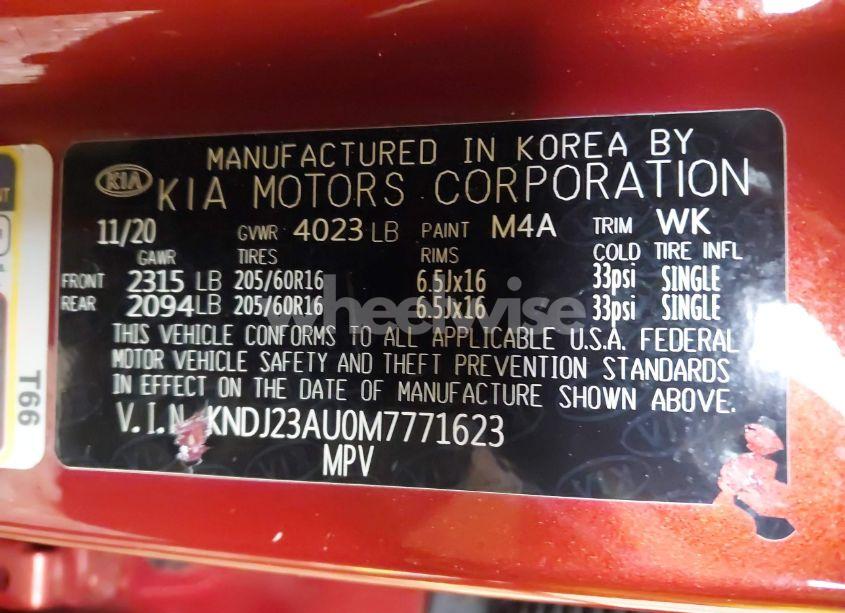 MANUFACTURED IN KOREA BY
KIA KIA MOTORS CORPORATION
11/20 GVWR 4023 LB PAINT M4A TRIM WK
GAWR TIRES RIMS COLD TIRE INFL
FRONT 2315 LB 205/60R16 6.5Jx16 33psi SINGLE
REAR 2094 LB 205/60R16 6.5Jx16 33psi SINGLE
wheelwise
THIS VEHICLE CONFORMS TO ALL APPLICABLE U.S.A. FEDERAL
MOTOR VEHICLE SAFETY AND THEFT PREVENTION STANDARDS
IN EFFECT ON THE DATE OF MANUFACTURE SHOWN ABOVE.
V.I.N KNDJ23AU0M7771623
MPV
T66